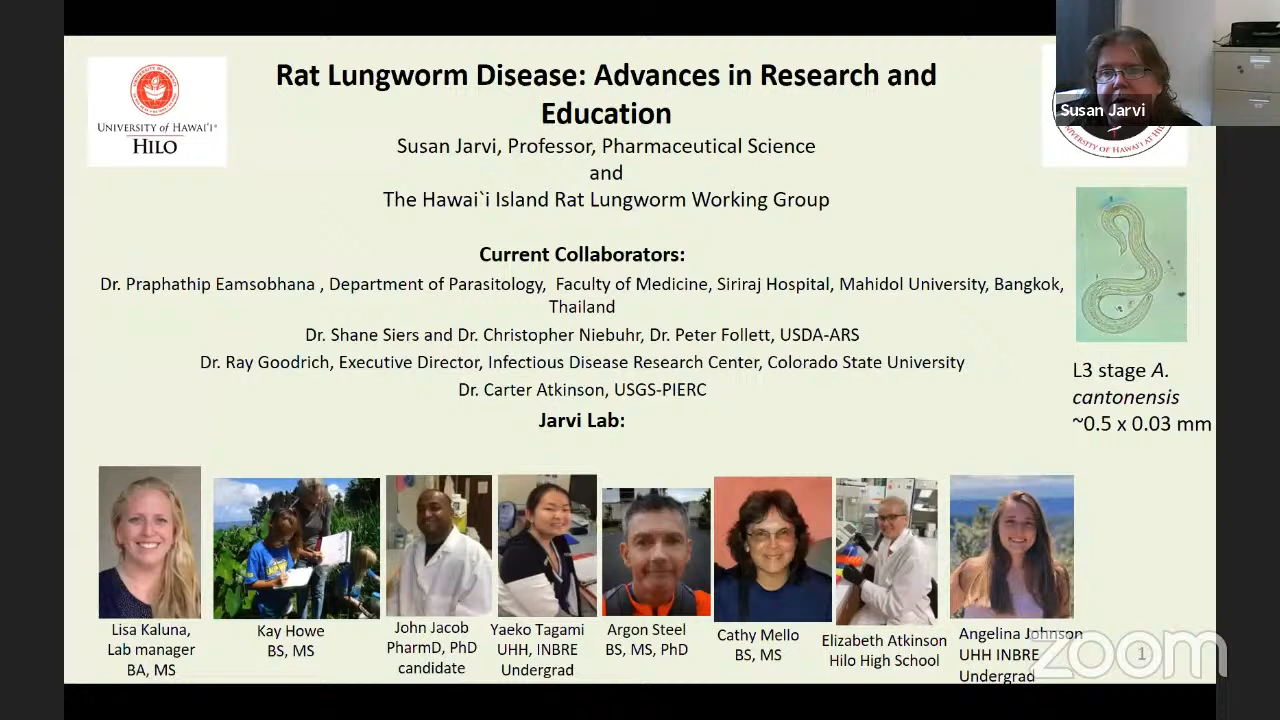 Rat Lungworm Disease: Advances in Research and
Education
UNIVERSITY of HAWAI'I®
HILO
Susan Jarvi, Professor, Pharmaceutical Science
and
The Hawai`i Island Rat Lungworm Working Group
Susan Jarvi
UNIVERSITY OF HAWAI'I AT HILO
Current Collaborators:
Dr. Praphathip Eamsobhana , Department of Parasitology, Faculty of Medicine, Siriraj Hospital, Mahidol University, Bangkok,
Thailand
Dr. Shane Siers and Dr. Christopher Niebuhr, Dr. Peter Follett, USDA-ARS
Dr. Ray Goodrich, Executive Director, Infectious Disease Research Center, Colorado State University
Dr. Carter Atkinson, USGS-PIERC
Jarvi Lab:
L3 stage A.
cantonensis
~0.5 x 0.03 mm
Lisa Kaluna,
Lab manager
BA, MS
Kay Howe
BS, MS
John Jacob
PharmD, PhD
candidate
Yaeko Tagami
UHH, INBRE
Undergrad
Argon Steel
BS, MS, PhD
Cathy Mello
BS, MS
Elizabeth Atkinson
Hilo High School
Angelina Johnson
UHH INBRE
Undergrad
zoom
1